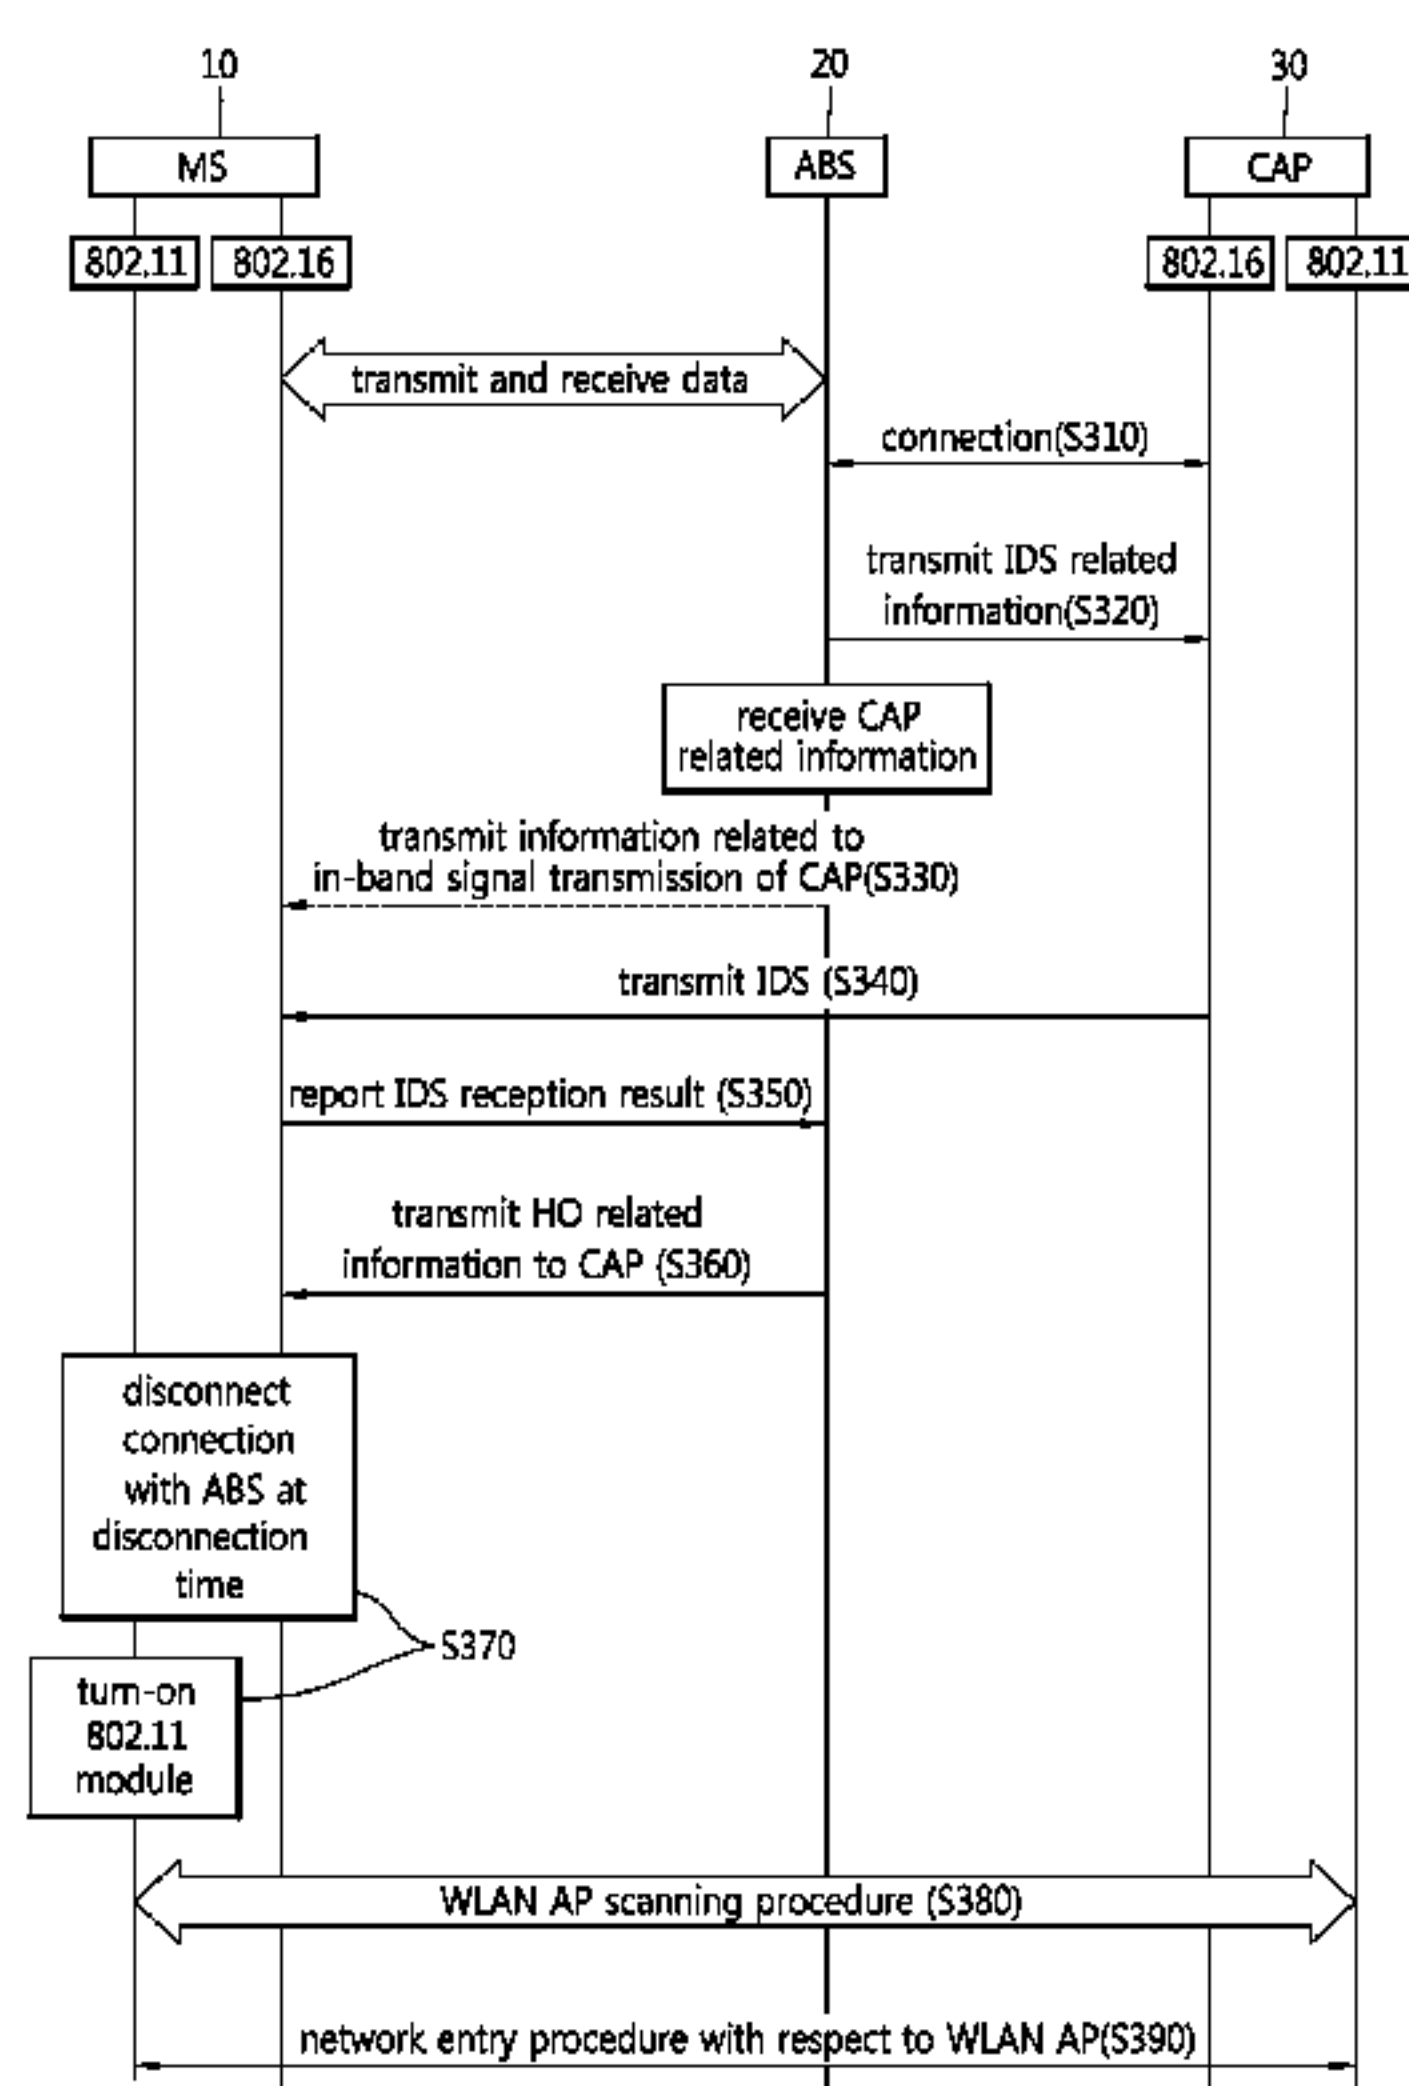 10
20
30
MS
ABS
CAP
802.11
802.16
802.16
802.11
transmit and receive data
connection(S310)
transmit IDS related
information(S320)
receive CAP
related information
transmit information related to
in-band signal transmission of CAP(S330)
transmit IDS (S340)
report IDS reception result (S350)
transmit HO related
information to CAP (S360)
disconnect
connection
with ABS at
disconnection
time
S370
turn-on
802.11
module
WLAN AP scanning procedure (S380)
network entry procedure with respect to WLAN AP(S390)